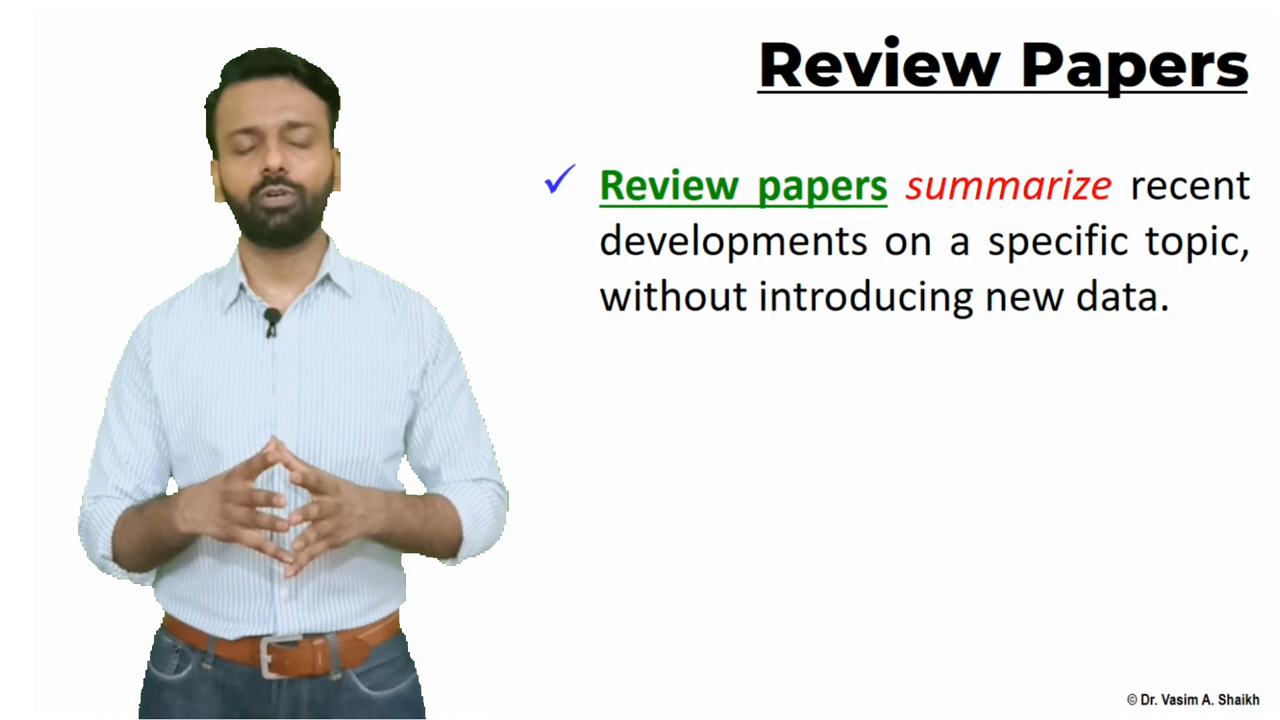 Review Papers
✓ Review papers summarize recent
developments on a specific topic,
without introducing new data.
© Dr. Vasim A. Shaikh